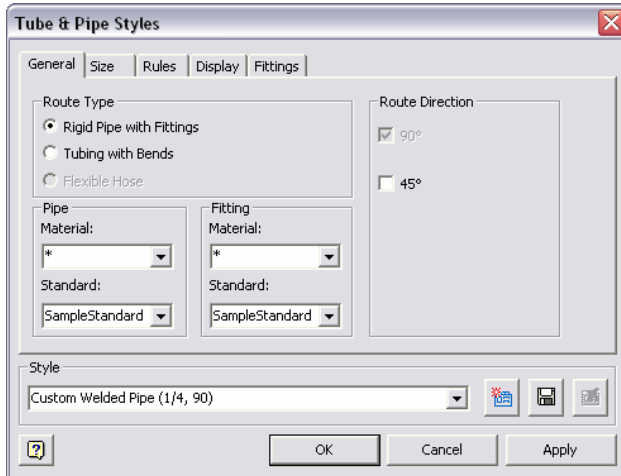 Tube & Pipe Styles
General Size Rules Display Fittings
Route Type
Rigid Pipe with Fittings
Tubing with Bends
Flexible Hose
Route Direction
90°
45°
Pipe
Material:
*
Standard:
SampleStandard
Fitting
Material:
*
Standard:
SampleStandard
Style
Custom Welded Pipe (1/4, 90)
?
OK Cancel Apply